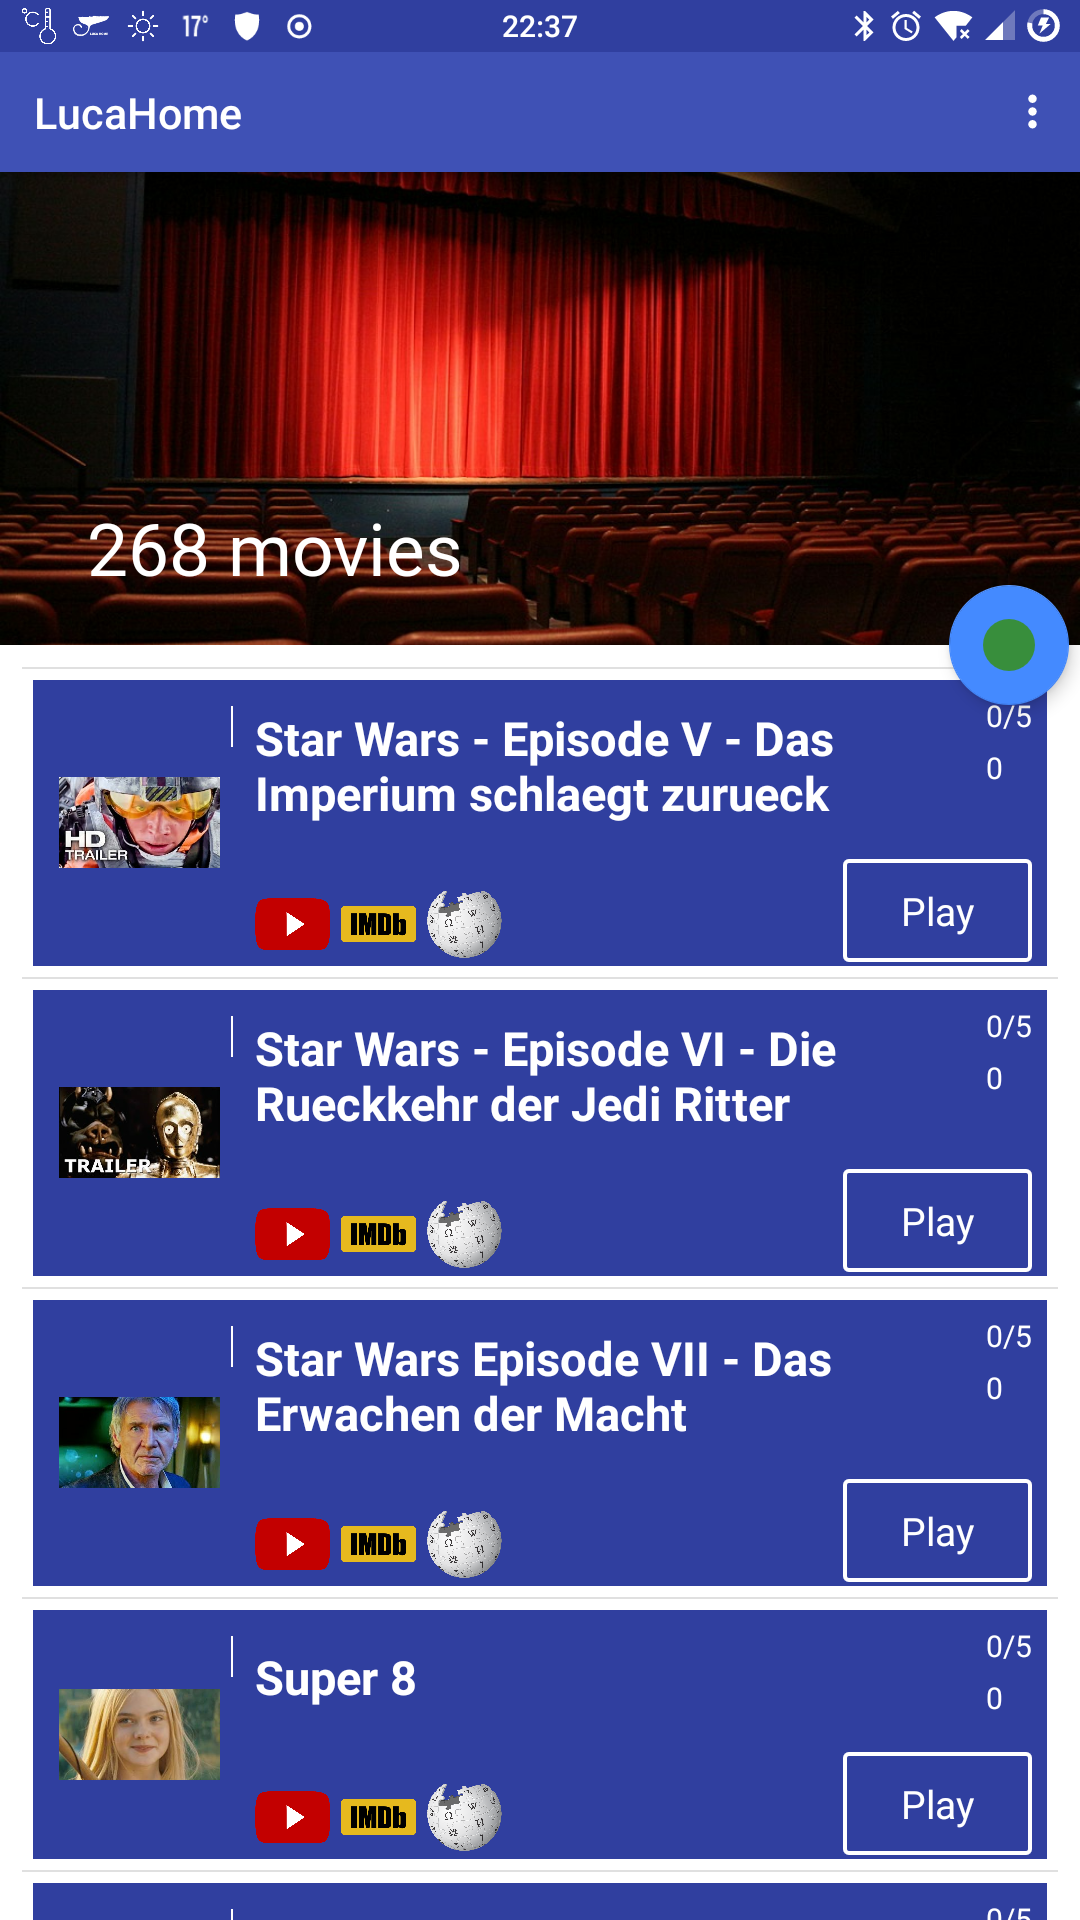 °C
17°
22:37
LucaHome
268 movies
0/5
Star Wars - Episode V - Das
Imperium schlaegt zurueck
0
HD
TRAILER
IMDb
Play
0/5
Star Wars - Episode VI - Die
Rueckkehr der Jedi Ritter
0
TRAILER
IMDb
Play
0/5
Star Wars Episode VII - Das
Erwachen der Macht
0
IMDb
Play
0/5
Super 8
0
IMDb
Play
0/5